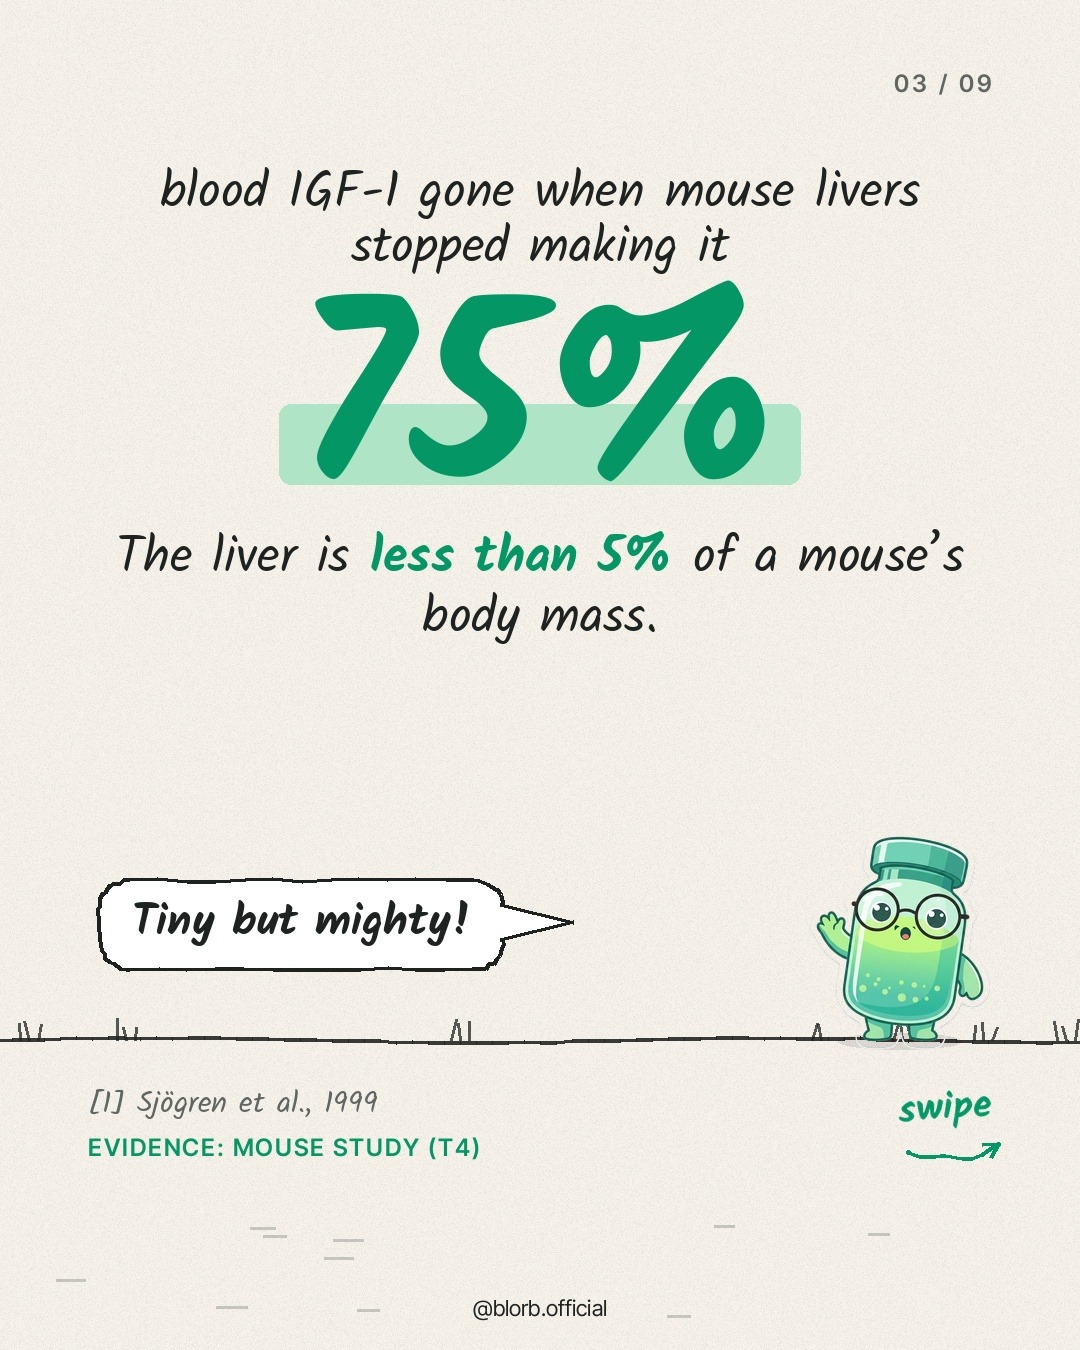 03 / 09
blood IGF-1 gone when mouse livers
stopped making it
75%
The liver is less than 5% of a mouse’s
body mass.
Tiny but mighty!
[1] Sjögren et al., 1999
EVIDENCE: MOUSE STUDY (T4)
swipe
@blorb.official